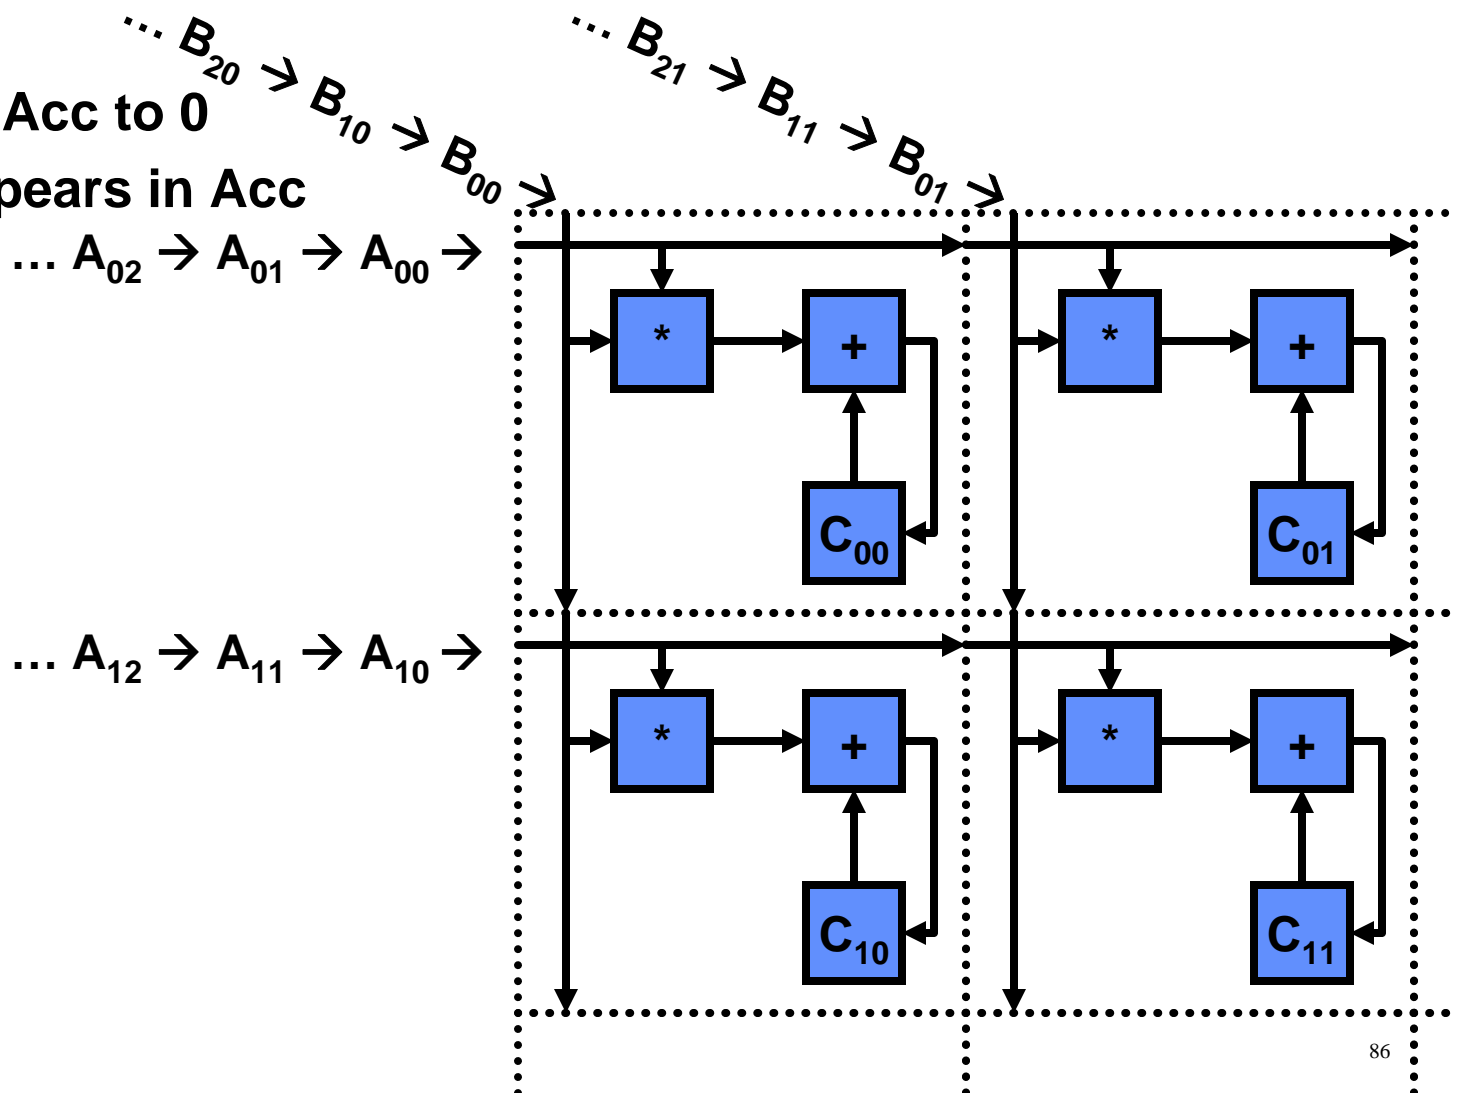 … B₂₀ → B₁₀ → B₀₀ →
… B₂₁ → B₁₁ → B₀₁ →
Acc to 0
pears in Acc
… A₀₂ → A₀₁ → A₀₀ →
* + * +
C₀₀ C₀₁
… A₁₂ → A₁₁ → A₁₀ →
* + * +
C₁₀ C₁₁
86